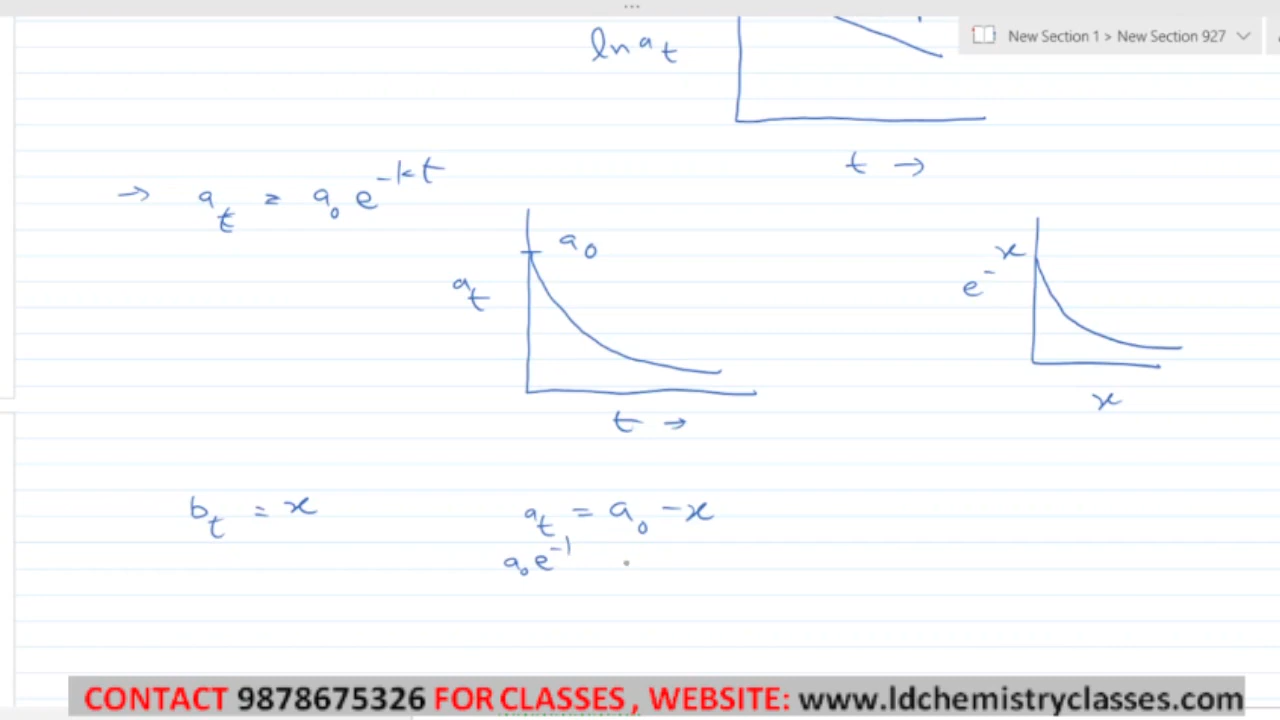 New Section 1 > New Section 927
ln a_t
t →
→ a_t = a_0 e^{-kt}
a_0
a_t
t →
e^{-x}
x
b_t = x
a_t = a_0 - x
a_0 e^{-1}
CONTACT 9878675326 FOR CLASSES , WEBSITE: www.ldchemistryclasses.com